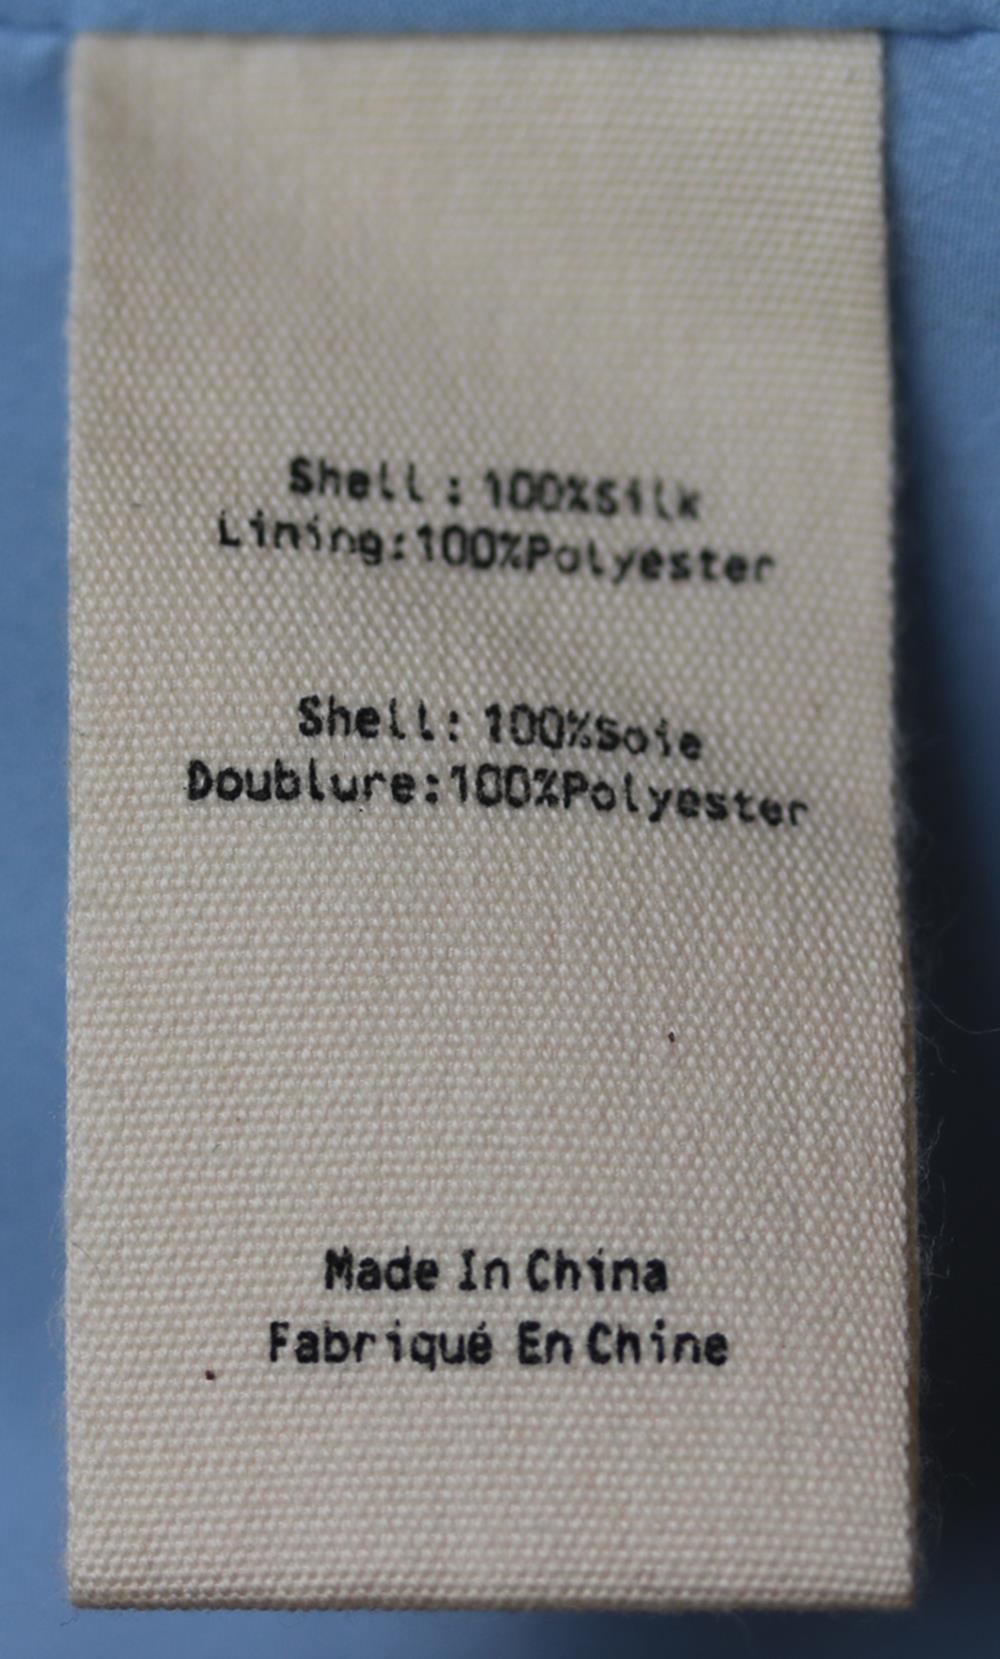 Shell: 100%Silk
Lining:100%Polyester
Shell: 100%Soie
Doublure:100%Polyester
Made In China
Fabriqué En Chine